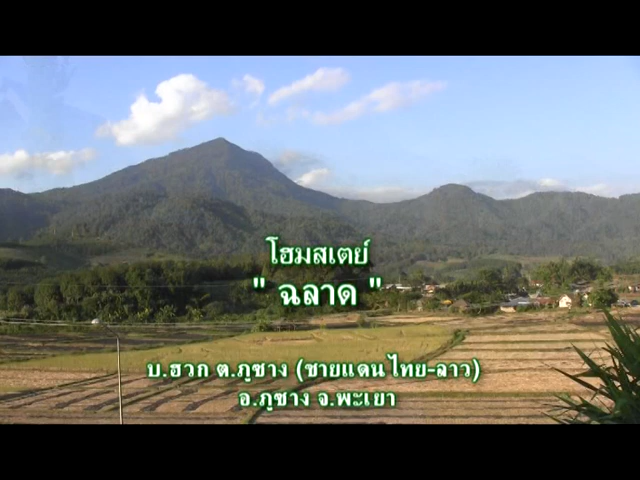 โฮมสเตย์
" ฉลาด "
บ.ฮวก ต.ภูซาง (ชายแดนไทย-ลาว)
อ.ภูซาง จ.พะเยา